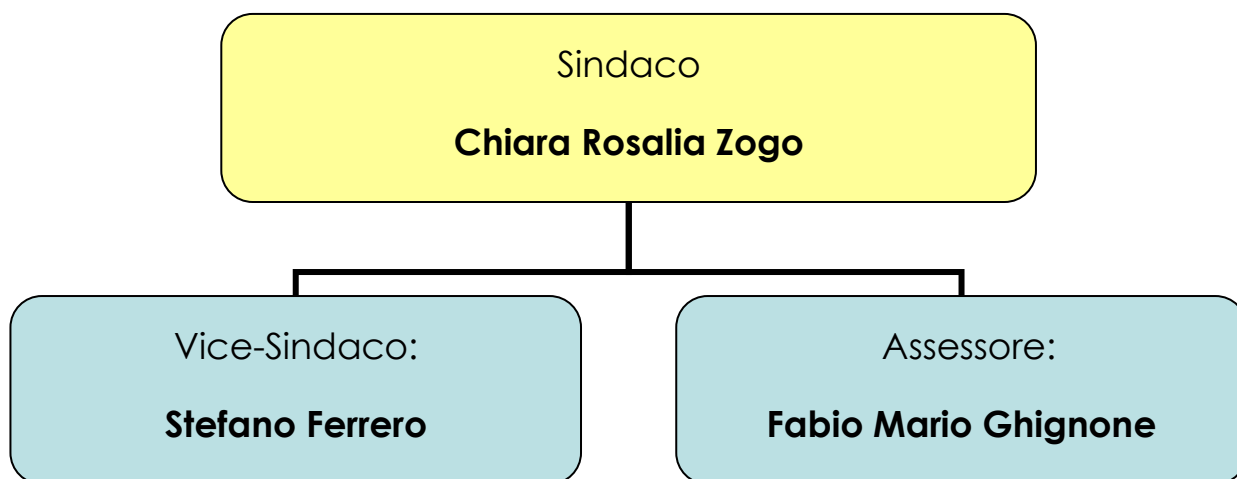 Sindaco
Chiara Rosalia Zogo
Vice-Sindaco:
Stefano Ferrero
Assessore:
Fabio Mario Ghignone